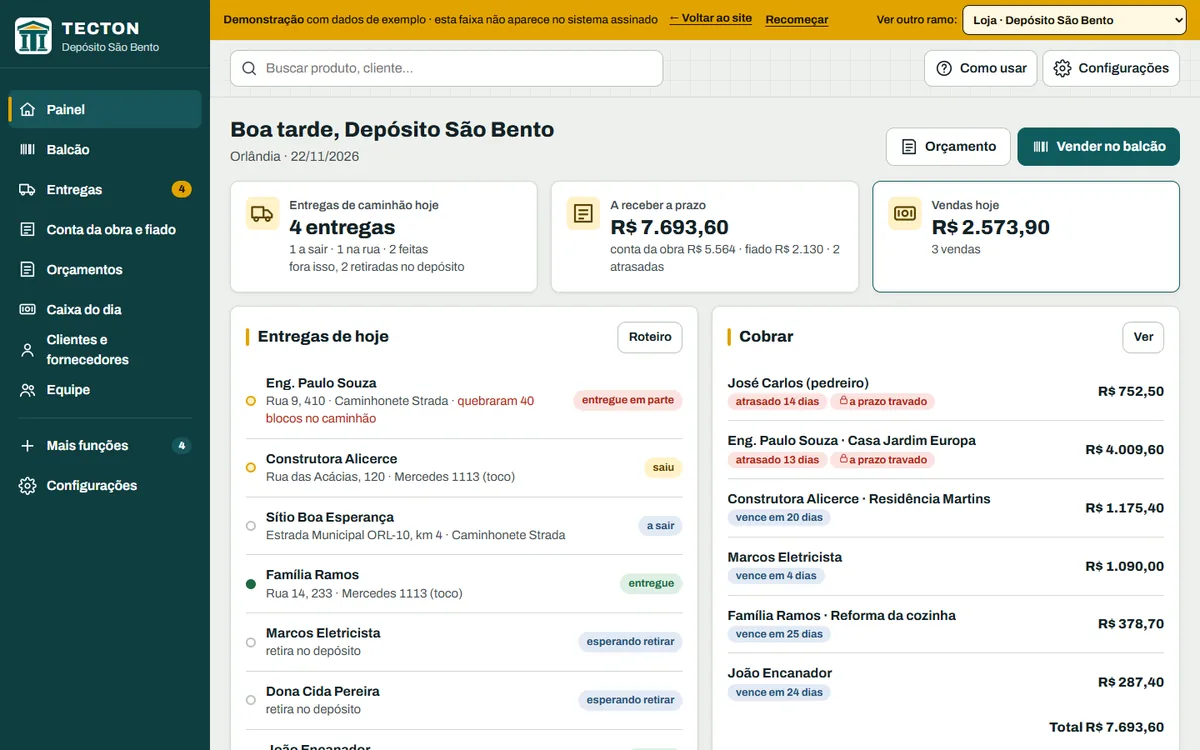 TECTON
Depósito São Bento
Demonstração com dados de exemplo · esta faixa não aparece no sistema assinado
← Voltar ao site
Recomeçar
Ver outro ramo:
Loja · Depósito São Bento
Buscar produto, cliente...
Como usar
Configurações
Painel
Balcão
Entregas
4
Conta da obra e fiado
Orçamentos
Caixa do dia
Clientes e
fornecedores
Equipe
Mais funções
4
Configurações
Boa tarde, Depósito São Bento
Orlândia · 22/11/2026
Orçamento
Vender no balcão
Entregas de caminhão hoje
4 entregas
1 a sair · 1 na rua · 2 feitas
fora isso, 2 retiradas no depósito
A receber a prazo
R$ 7.693,60
conta da obra R$ 5.564 · fiado R$ 2.130 · 2
atrasadas
Vendas hoje
R$ 2.573,90
3 vendas
Entregas de hoje
Roteiro
Eng. Paulo Souza
Rua 9, 410 · Caminhonete Strada · quebraram 40
blocos no caminhão
entregue em parte
Construtora Alicerce
Rua das Acácias, 120 · Mercedes 1113 (toco)
saiu
Sítio Boa Esperança
Estrada Municipal ORL-10, km 4 · Caminhonete Strada
a sair
Família Ramos
Rua 14, 233 · Mercedes 1113 (toco)
entregue
Marcos Eletricista
retira no depósito
esperando retirar
Dona Cida Pereira
retira no depósito
esperando retirar
João Encanador
Cobrar
Ver
José Carlos (pedreiro)
atrasado 14 dias
a prazo travado
R$ 752,50
Eng. Paulo Souza · Casa Jardim Europa
atrasado 13 dias
a prazo travado
R$ 4.009,60
Construtora Alicerce · Residência Martins
vence em 20 dias
R$ 1.175,40
Marcos Eletricista
vence em 4 dias
R$ 1.090,00
Família Ramos · Reforma da cozinha
vence em 25 dias
R$ 378,70
João Encanador
vence em 24 dias
R$ 287,40
Total R$ 7.693,60